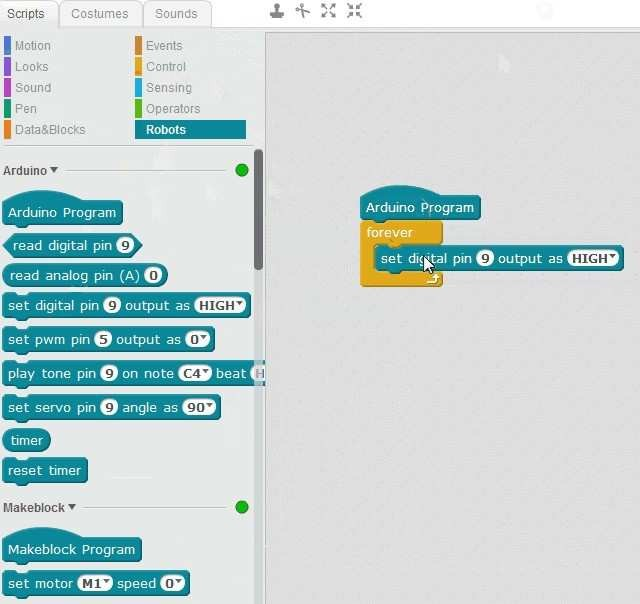 Scripts Costumes Sounds
Motion Events
Looks Control
Sound Sensing
Pen Operators
Data&Blocks Robots
Arduino
Arduino Program
read digital pin 9
read analog pin (A) 0
set digital pin 9 output as HIGH
set pwm pin 5 output as 0
play tone pin 9 on note C4 beat H
set servo pin 9 angle as 90
timer
reset timer
Makeblock
Makeblock Program
set motor M1 speed 0
Arduino Program
forever
set digital pin 9 output as HIGH